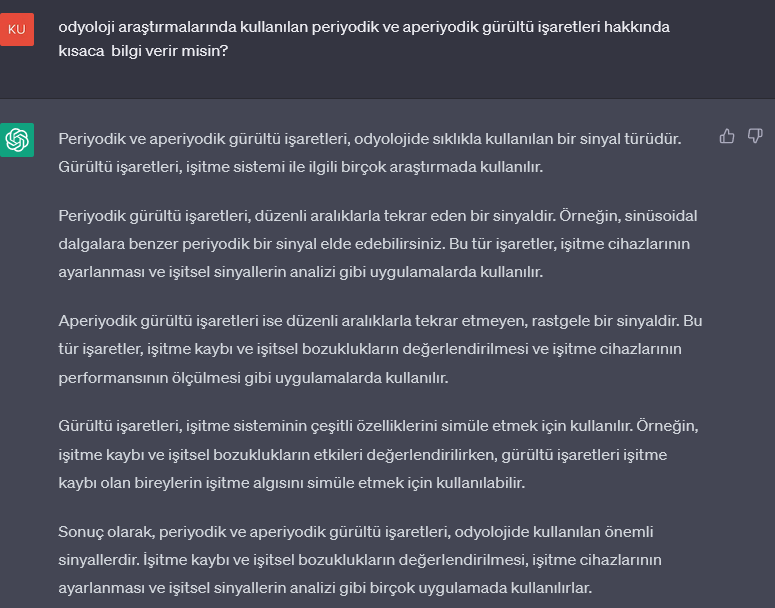 KU
odyoloji araştırmalarında kullanılan periyodik ve aperiyodik gürültü işaretleri hakkında
kısaca bilgi verir misin?
Periyodik ve aperiyodik gürültü işaretleri, odyolojide sıklıkla kullanılan bir sinyal türüdür.
Gürültü işaretleri, işitme sistemi ile ilgili birçok araştırmada kullanılır.
Periyodik gürültü işaretleri, düzenli aralıklarla tekrar eden bir sinyaldir. Örneğin, sinüsoidal
dalgalara benzer periyodik bir sinyal elde edebilirsiniz. Bu tür işaretler, işitme cihazlarının
ayarlanması ve işitsel sinyallerin analizi gibi uygulamalarda kullanılır.
Aperiyodik gürültü işaretleri ise düzenli aralıklarla tekrar etmeyen, rastgele bir sinyaldir. Bu
tür işaretler, işitme kaybı ve işitsel bozuklukların değerlendirilmesi ve işitme cihazlarının
performansının ölçülmesi gibi uygulamalarda kullanılır.
Gürültü işaretleri, işitme sisteminin çeşitli özelliklerini simüle etmek için kullanılır. Örneğin,
işitme kaybı ve işitsel bozuklukların etkileri değerlendirilirken, gürültü işaretleri işitme
kaybı olan bireylerin işitme algısını simüle etmek için kullanılabilir.
Sonuç olarak, periyodik ve aperiyodik gürültü işaretleri, odyolojide kullanılan önemli
sinyallerdir. İşitme kaybı ve işitsel bozuklukların değerlendirilmesi, işitme cihazlarının
ayarlanması ve işitsel sinyallerin analizi gibi birçok uygulamada kullanılırlar.